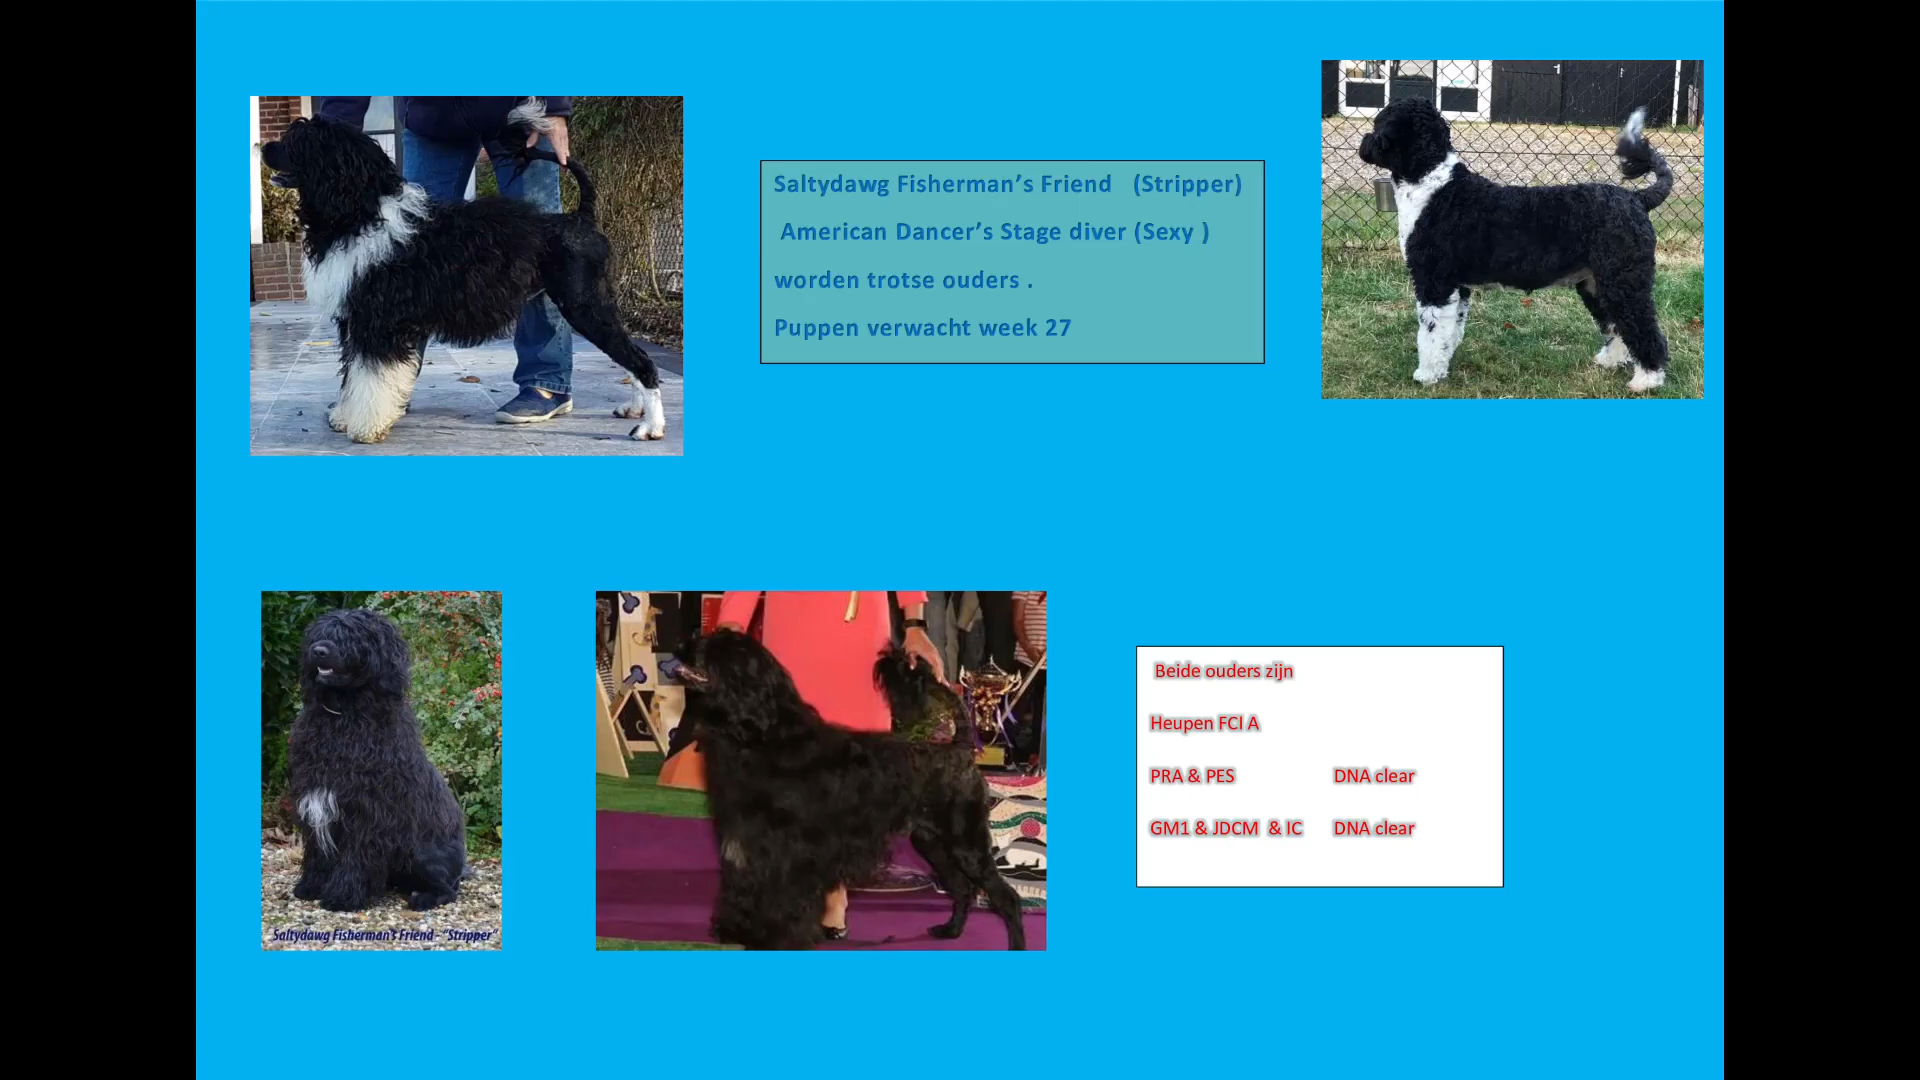 Saltydawg Fisherman’s Friend (Stripper)
American Dancer’s Stage diver (Sexy )
worden trotse ouders .
Puppen verwacht week 27
Saltydawg Fisherman's Friend - "Stripper"
Beide ouders zijn
Heupen FCI A
PRA & PES DNA clear
GM1 & JDCM & IC DNA clear